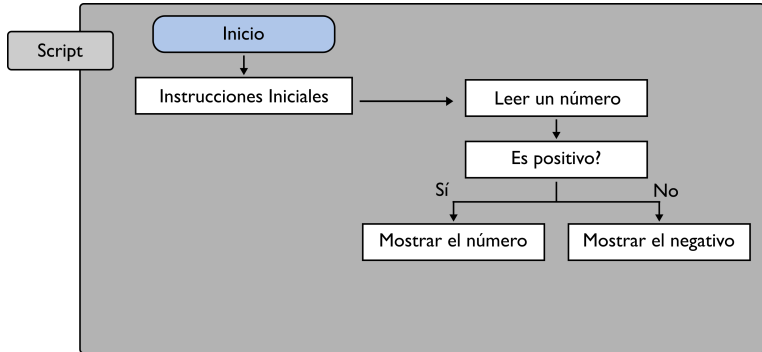 Script
Inicio
Instrucciones Iniciales
Leer un número
Es positivo?
Sí
No
Mostrar el número
Mostrar el negativo